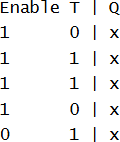 Enable T | Q
1 0 | x
1 1 | x
1 1 | x
1 0 | x
0 1 | x